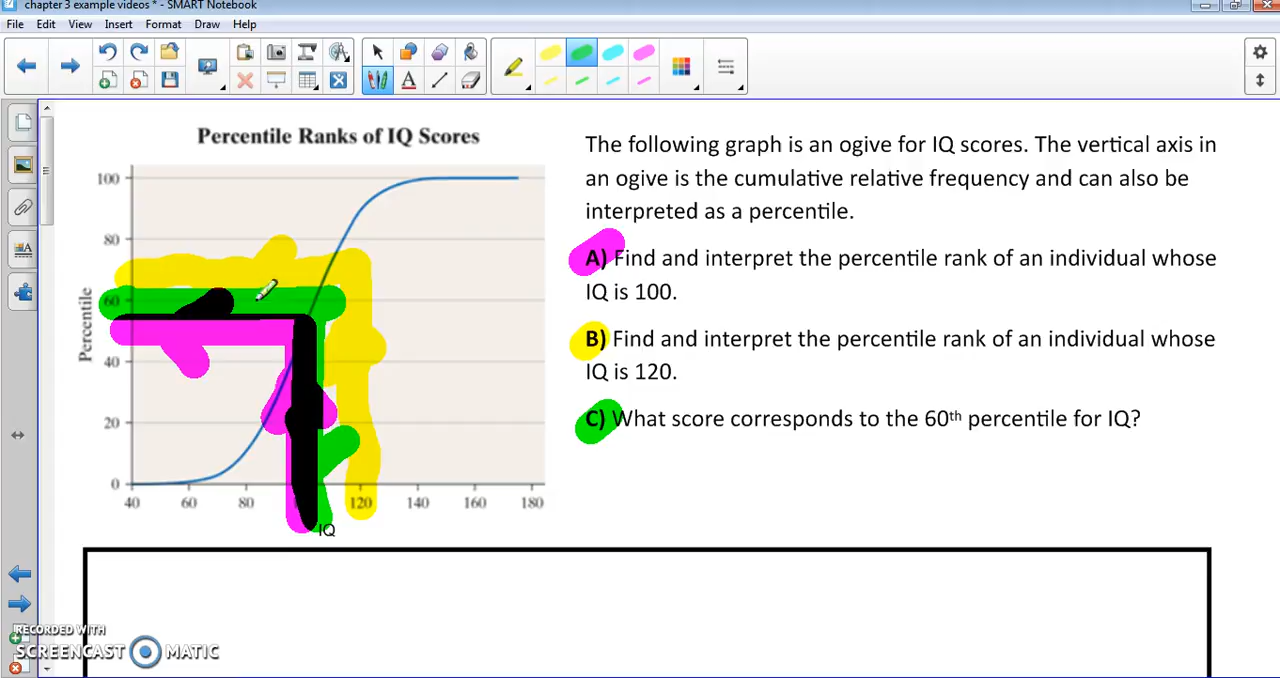 chapter 3 example videos * - SMART Notebook
File Edit View Insert Format Draw Help
Percentile Ranks of IQ Scores
100
80
60
40
20
0
Percentile
40 60 80 120 140 160 180
IQ
The following graph is an ogive for IQ scores. The vertical axis in
an ogive is the cumulative relative frequency and can also be
interpreted as a percentile.
A) Find and interpret the percentile rank of an individual whose
IQ is 100.
B) Find and interpret the percentile rank of an individual whose
IQ is 120.
C) What score corresponds to the 60th percentile for IQ?
RECORDED WITH
SCREENCAST MATIC